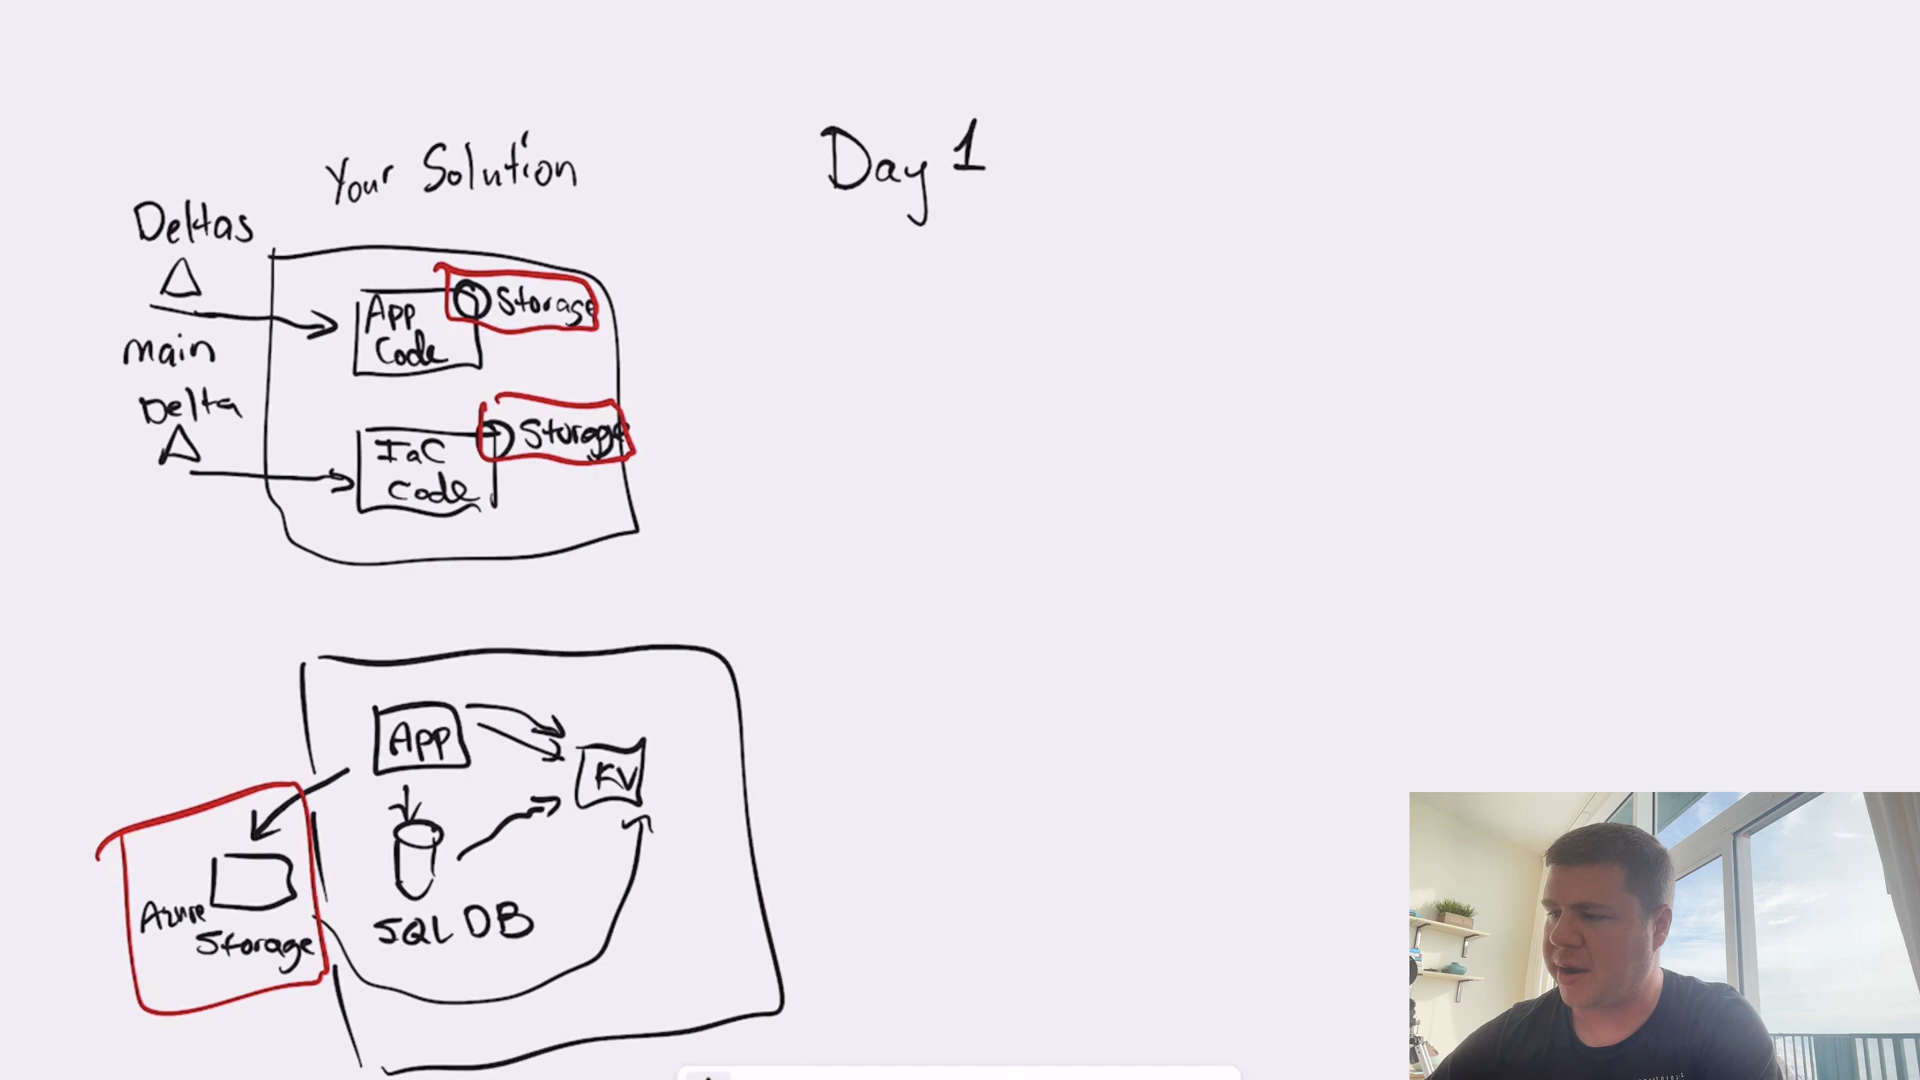 Your Solution
Day 1
Deltas
App
Code
Storage
main
Delta
IaC
Code
Storage
App
KV
Azure
Storage
SQL DB